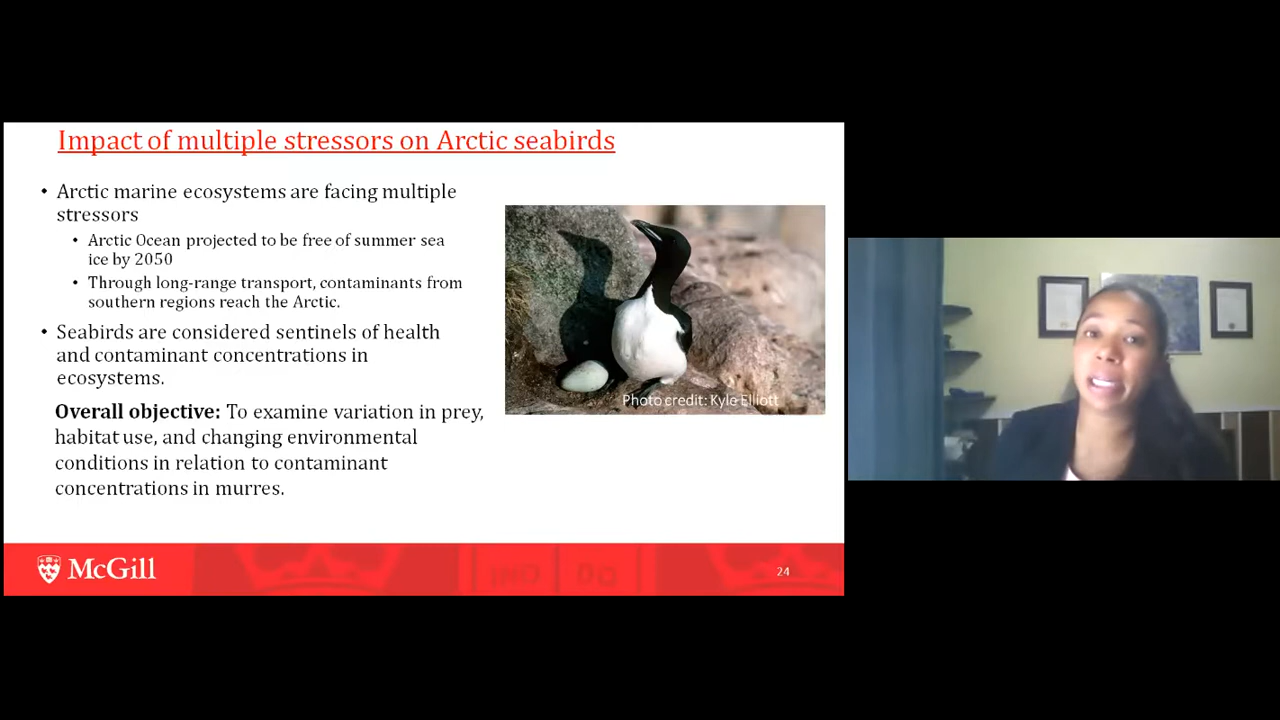 Impact of multiple stressors on Arctic seabirds
• Arctic marine ecosystems are facing multiple
stressors
• Arctic Ocean projected to be free of summer sea
ice by 2050
• Through long-range transport, contaminants from
southern regions reach the Arctic.
• Seabirds are considered sentinels of health
and contaminant concentrations in
ecosystems.
Overall objective: To examine variation in prey,
habitat use, and changing environmental
conditions in relation to contaminant
concentrations in murres.
Photo credit: Kyle Elliott
McGill
24